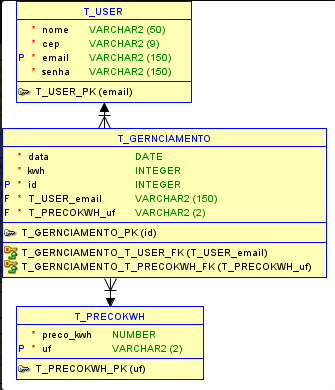 T_USER
* nome VARCHAR2 (50)
* cep VARCHAR2 (9)
P * email VARCHAR2 (150)
* senha VARCHAR2 (150)
T_USER_PK (email)
T_GERNCIAMENTO
* data DATE
* kwh INTEGER
P * id INTEGER
F * T_USER_email VARCHAR2 (150)
F * T_PRECOKWH_uf VARCHAR2 (2)
T_GERNCIAMENTO_PK (id)
T_GERNCIAMENTO_T_USER_FK (T_USER_email)
T_GERNCIAMENTO_T_PRECOKWH_FK (T_PRECOKWH_uf)
T_PRECOKWH
* preco_kwh NUMBER
P * uf VARCHAR2 (2)
T_PRECOKWH_PK (uf)